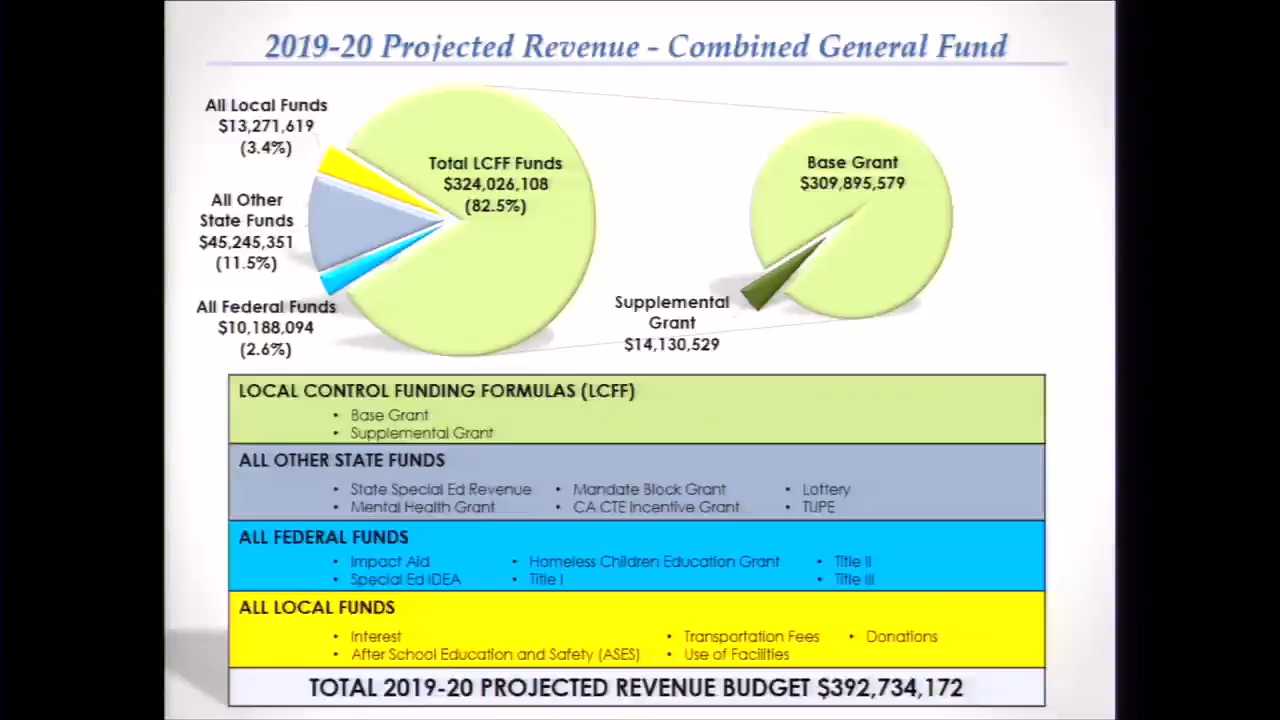 2019-20 Projected Revenue - Combined General Fund
All Local Funds
$13,271,619
(3.4%)
Total LCFF Funds
$324,026,108
(82.5%)
Base Grant
$309,895,579
All Other
State Funds
$45,245,351
(11.5%)
All Federal Funds
$10,188,094
(2.6%)
Supplemental
Grant
$14,130,529
LOCAL CONTROL FUNDING FORMULAS (LCFF)
• Base Grant
• Supplemental Grant
ALL OTHER STATE FUNDS
• State Special Ed Revenue • Mandate Block Grant • Lottery
• Mental Health Grant • CA CTE Incentive Grant • TUPE
ALL FEDERAL FUNDS
• Impact Aid • Homeless Children Education Grant • Title II
• Special Ed IDEA • Title I • Title III
ALL LOCAL FUNDS
• Interest • Transportation Fees • Donations
• After School Education and Safety (ASES) • Use of Facilities
TOTAL 2019-20 PROJECTED REVENUE BUDGET $392,734,172